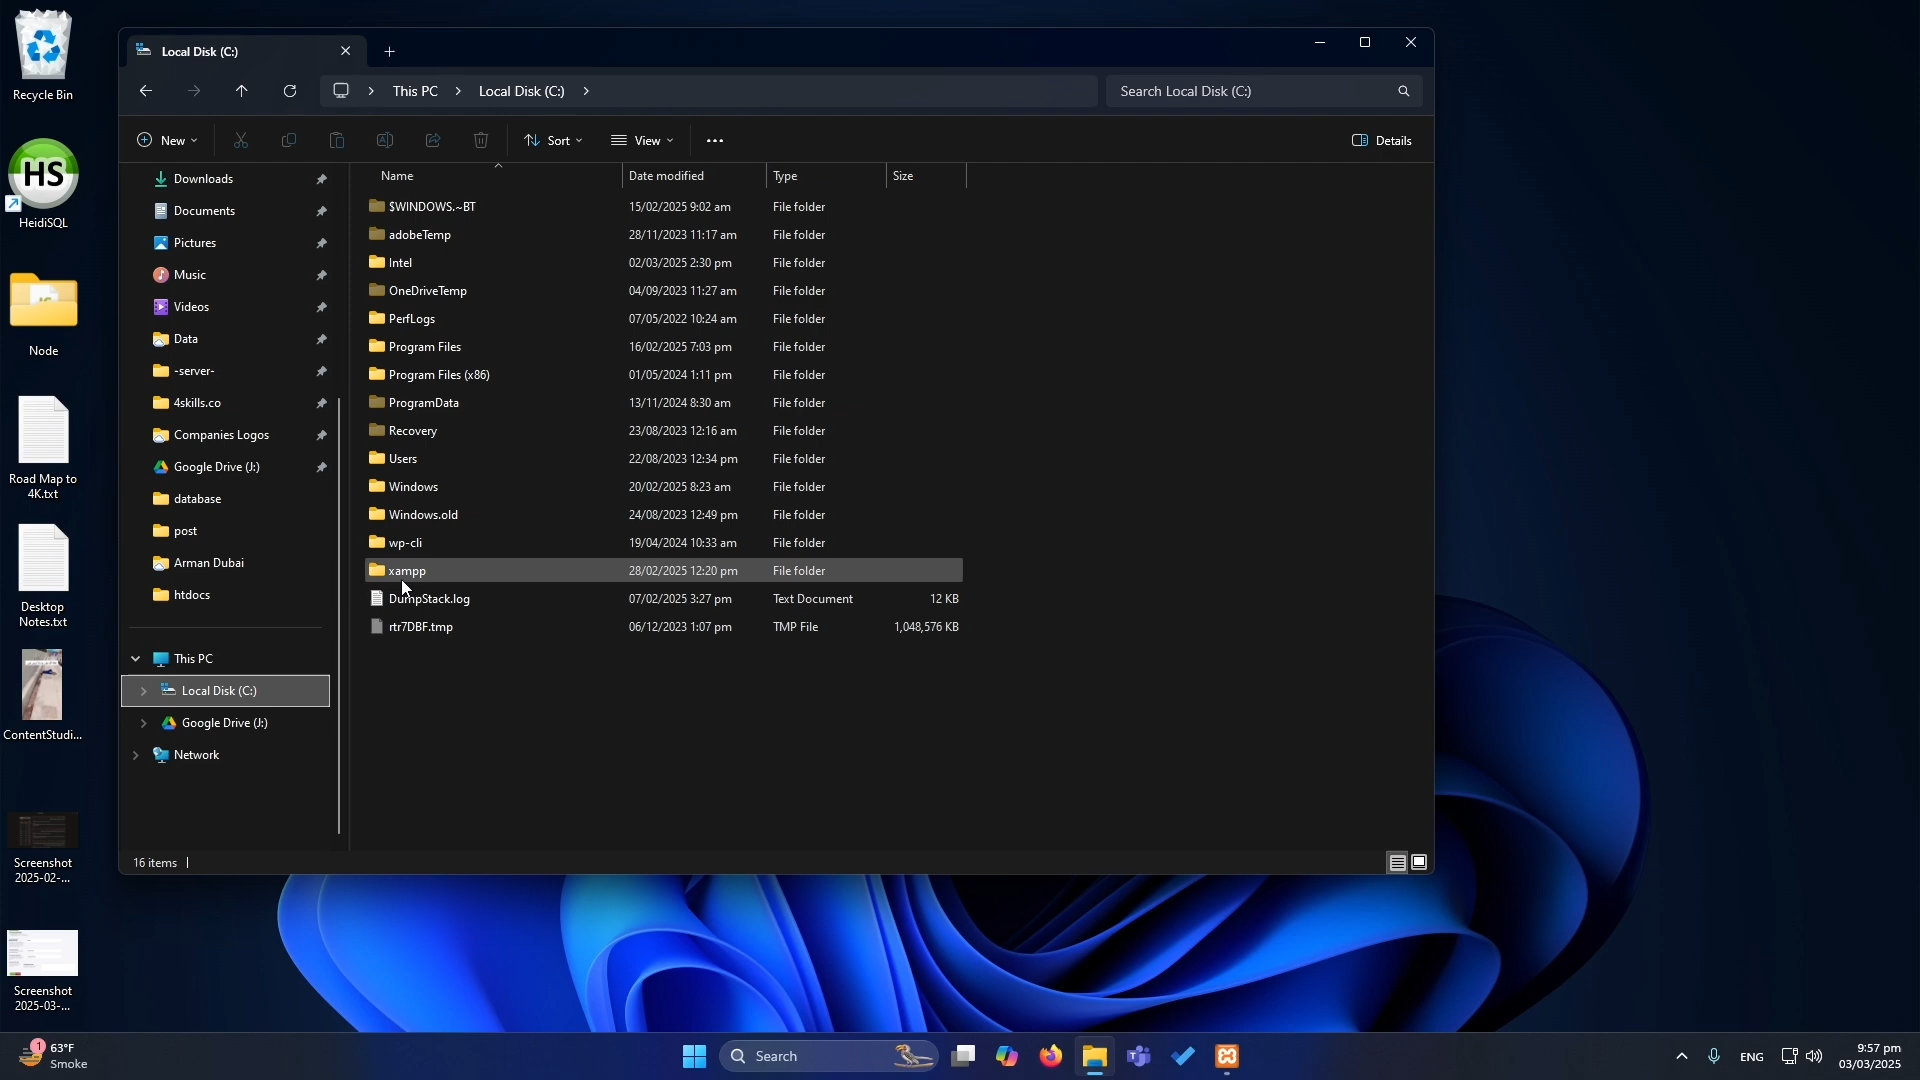 Recycle Bin
HS
HeidiSQL
Node
Road Map to
4K.txt
Desktop
Notes.txt
ContentStudi...
Screenshot
2025-02-...
Screenshot
2025-03-...
Local Disk (C:)
This PC
Local Disk (C:)
Search Local Disk (C:)
New
Sort
View
Details
Downloads
Documents
Pictures
Music
Videos
Data
-server-
4skills.co
Companies Logos
Google Drive (J:)
database
post
Arman Dubai
htdocs
This PC
Local Disk (C:)
Google Drive (J:)
Network
Name Date modified Type Size
$WINDOWS.~BT 15/02/2025 9:02 am File folder
adobeTemp 28/11/2023 11:17 am File folder
Intel 02/03/2025 2:30 pm File folder
OneDriveTemp 04/09/2023 11:27 am File folder
PerfLogs 07/05/2022 10:24 am File folder
Program Files 16/02/2025 7:03 pm File folder
Program Files (x86) 01/05/2024 1:11 pm File folder
ProgramData 13/11/2024 8:30 am File folder
Recovery 23/08/2023 12:16 am File folder
Users 22/08/2023 12:34 pm File folder
Windows 20/02/2025 8:23 am File folder
Windows.old 24/08/2023 12:49 pm File folder
wp-cli 19/04/2024 10:33 am File folder
xampp 28/02/2025 12:20 pm File folder
DumpStack.log 07/02/2025 3:27 pm Text Document 12 KB
rtr7DBF.tmp 06/12/2023 1:07 pm TMP File 1,048,576 KB
16 items
1
63°F
Smoke
Search
ENG
9:57 pm
03/03/2025